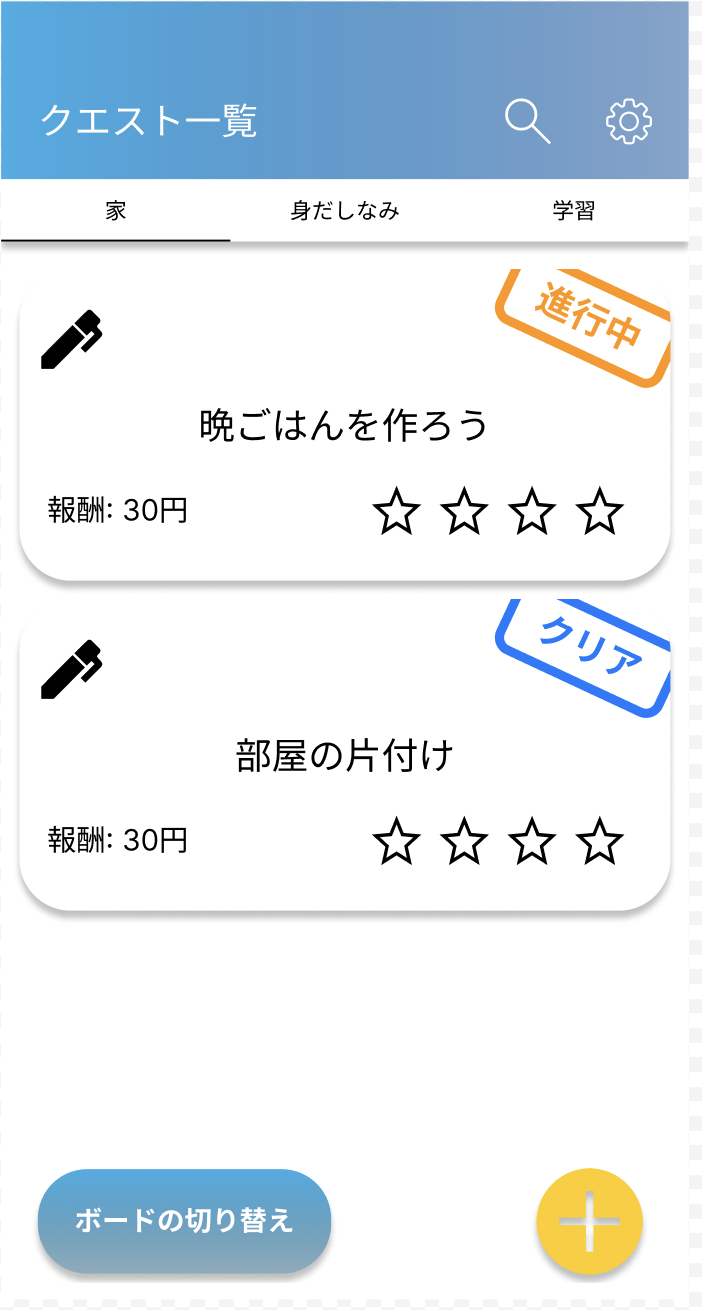 クエスト一覧
家
身だしなみ
学習
進行中
晩ごはんを作ろう
報酬: 30円
クリア
部屋の片付け
報酬: 30円
ボードの切り替え